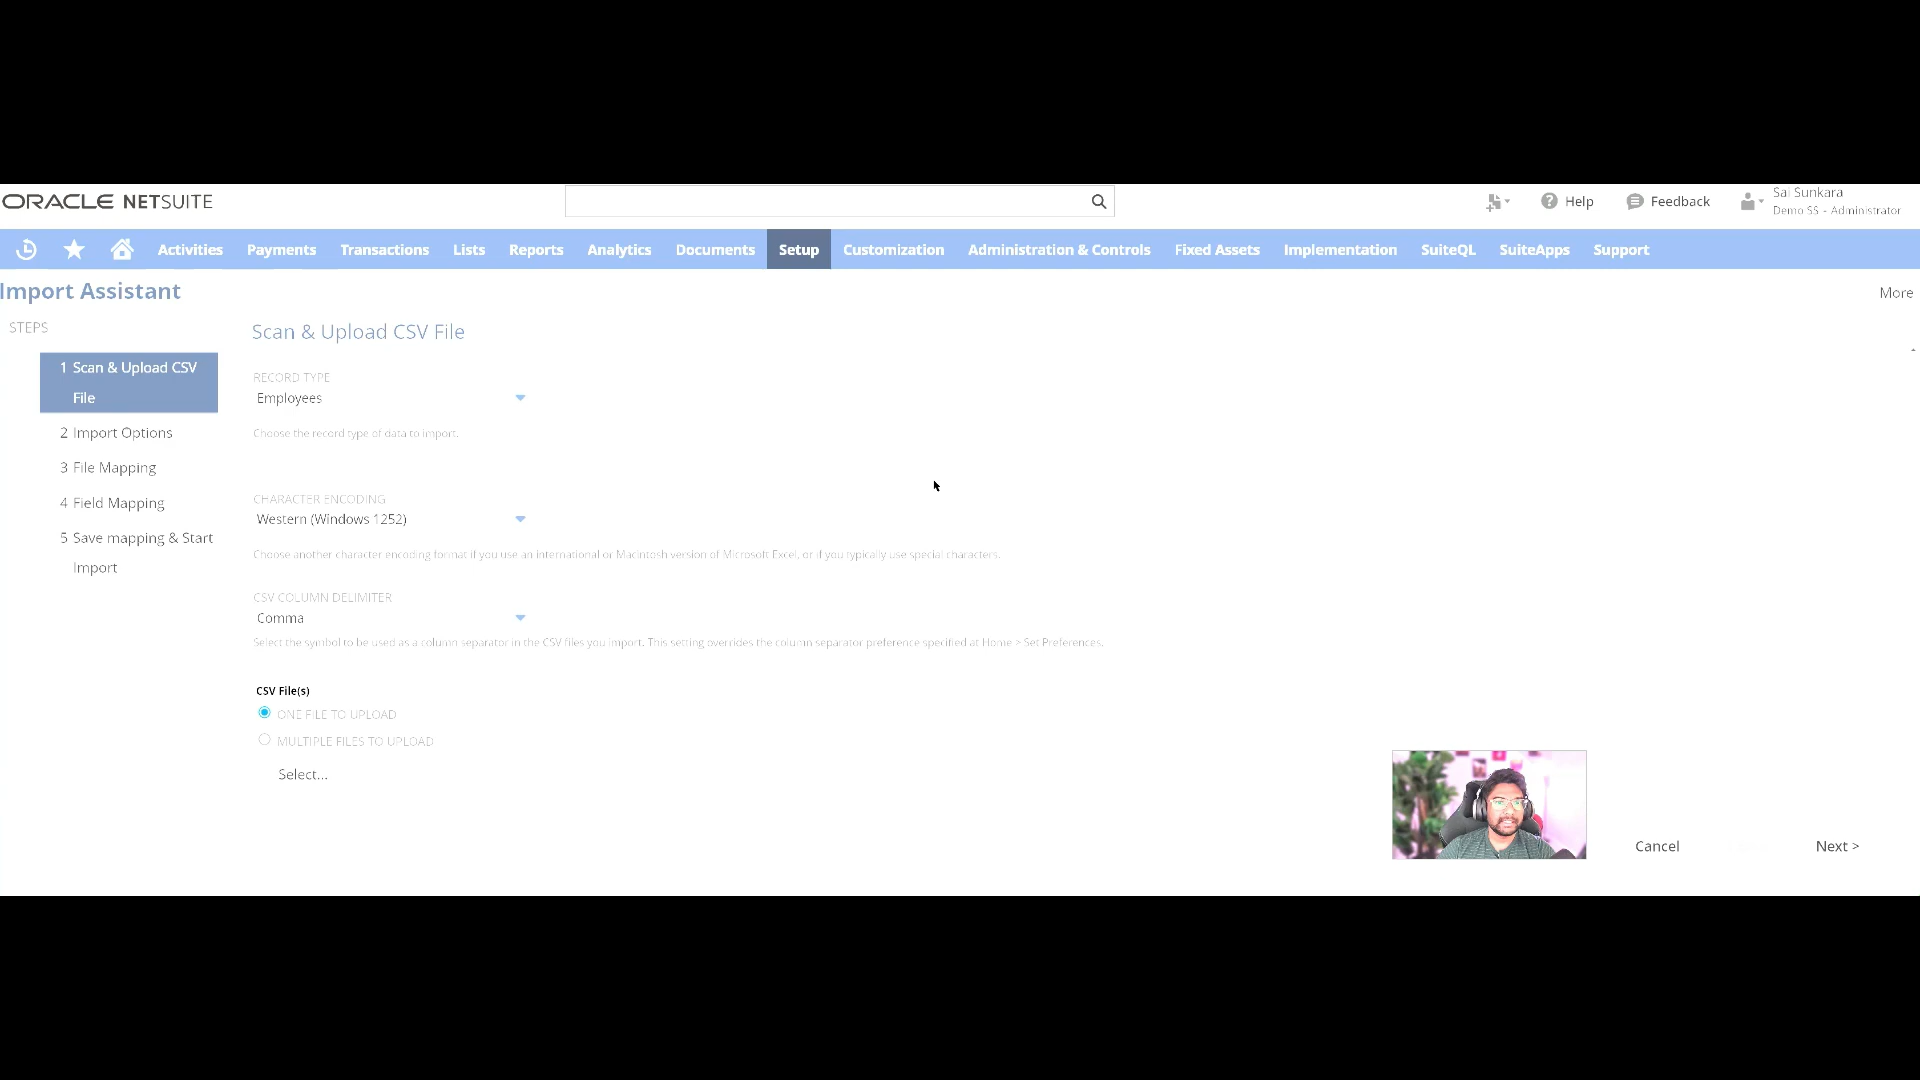 ORACLE NETSUITE
Help
Feedback
Sai Sunkara
Demo SS - Administrator
Activities
Payments
Transactions
Lists
Reports
Analytics
Documents
Setup
Customization
Administration & Controls
Fixed Assets
Implementation
SuiteQL
SuiteApps
Support
Import Assistant
More
STEPS
1 Scan & Upload CSV
File
2 Import Options
3 File Mapping
4 Field Mapping
5 Save mapping & Start
Import
Scan & Upload CSV File
RECORD TYPE
Employees
Choose the record type of data to import.
CHARACTER ENCODING
Western (Windows 1252)
Choose another character encoding format if you use an international or Macintosh version of Microsoft Excel, or if you typically use special characters.
CSV COLUMN DELIMITER
Comma
Select the symbol to be used as a column separator in the CSV files you import. This setting overrides the column separator preference specified at Home > Set Preferences.
CSV File(s)
ONE FILE TO UPLOAD
MULTIPLE FILES TO UPLOAD
Select...
Cancel
Next >